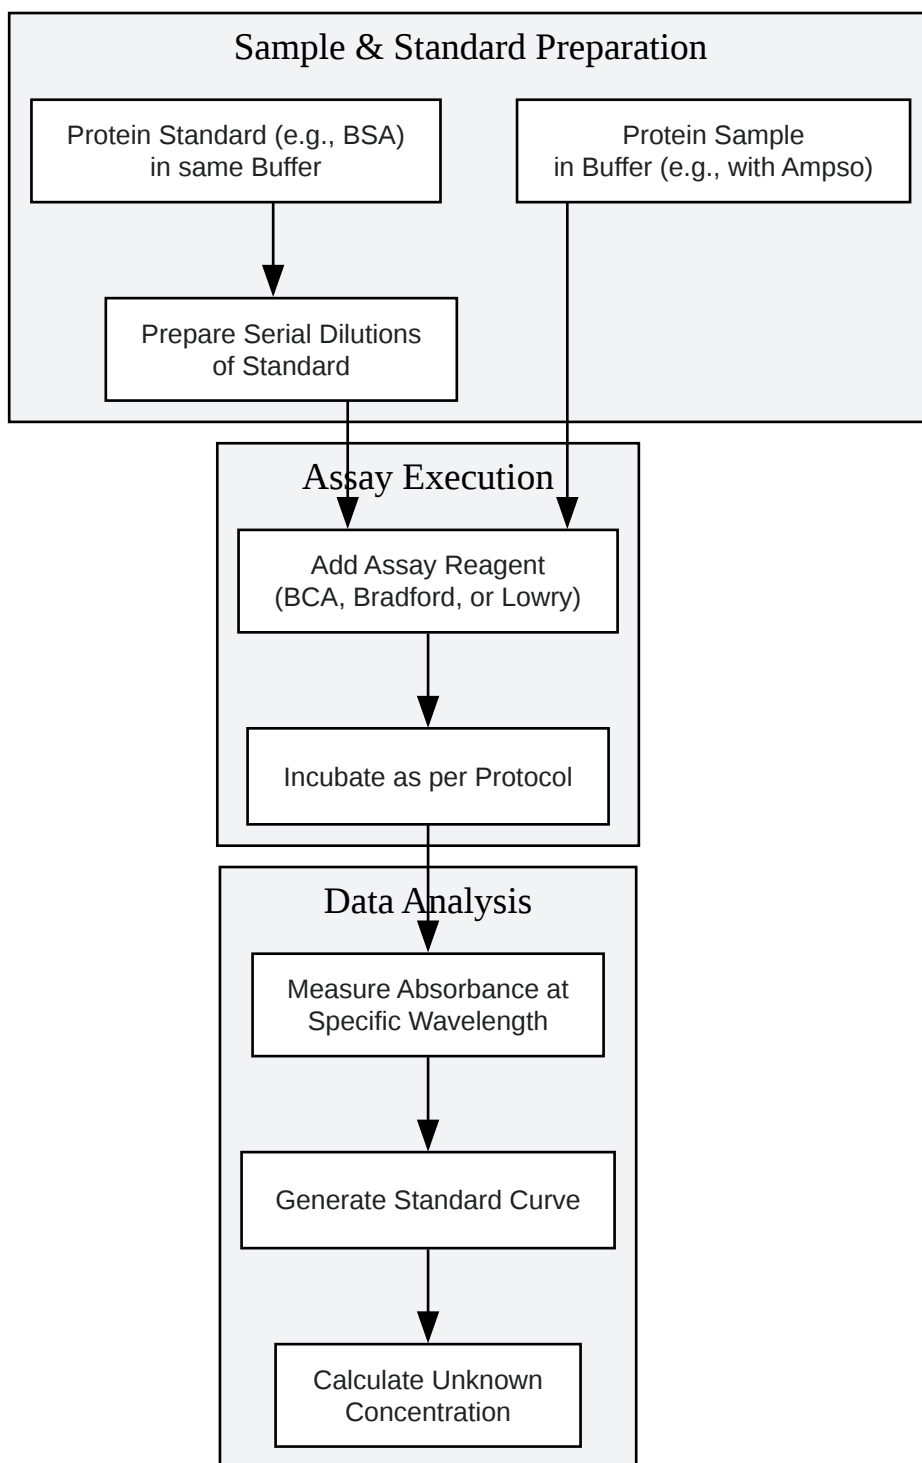 Sample & Standard Preparation
Protein Standard (e.g., BSA)
in same Buffer
Protein Sample
in Buffer (e.g., with Ampso)
Prepare Serial Dilutions
of Standard
Assay Execution
Add Assay Reagent
(BCA, Bradford, or Lowry)
Incubate as per Protocol
Data Analysis
Measure Absorbance at
Specific Wavelength
Generate Standard Curve
Calculate Unknown
Concentration